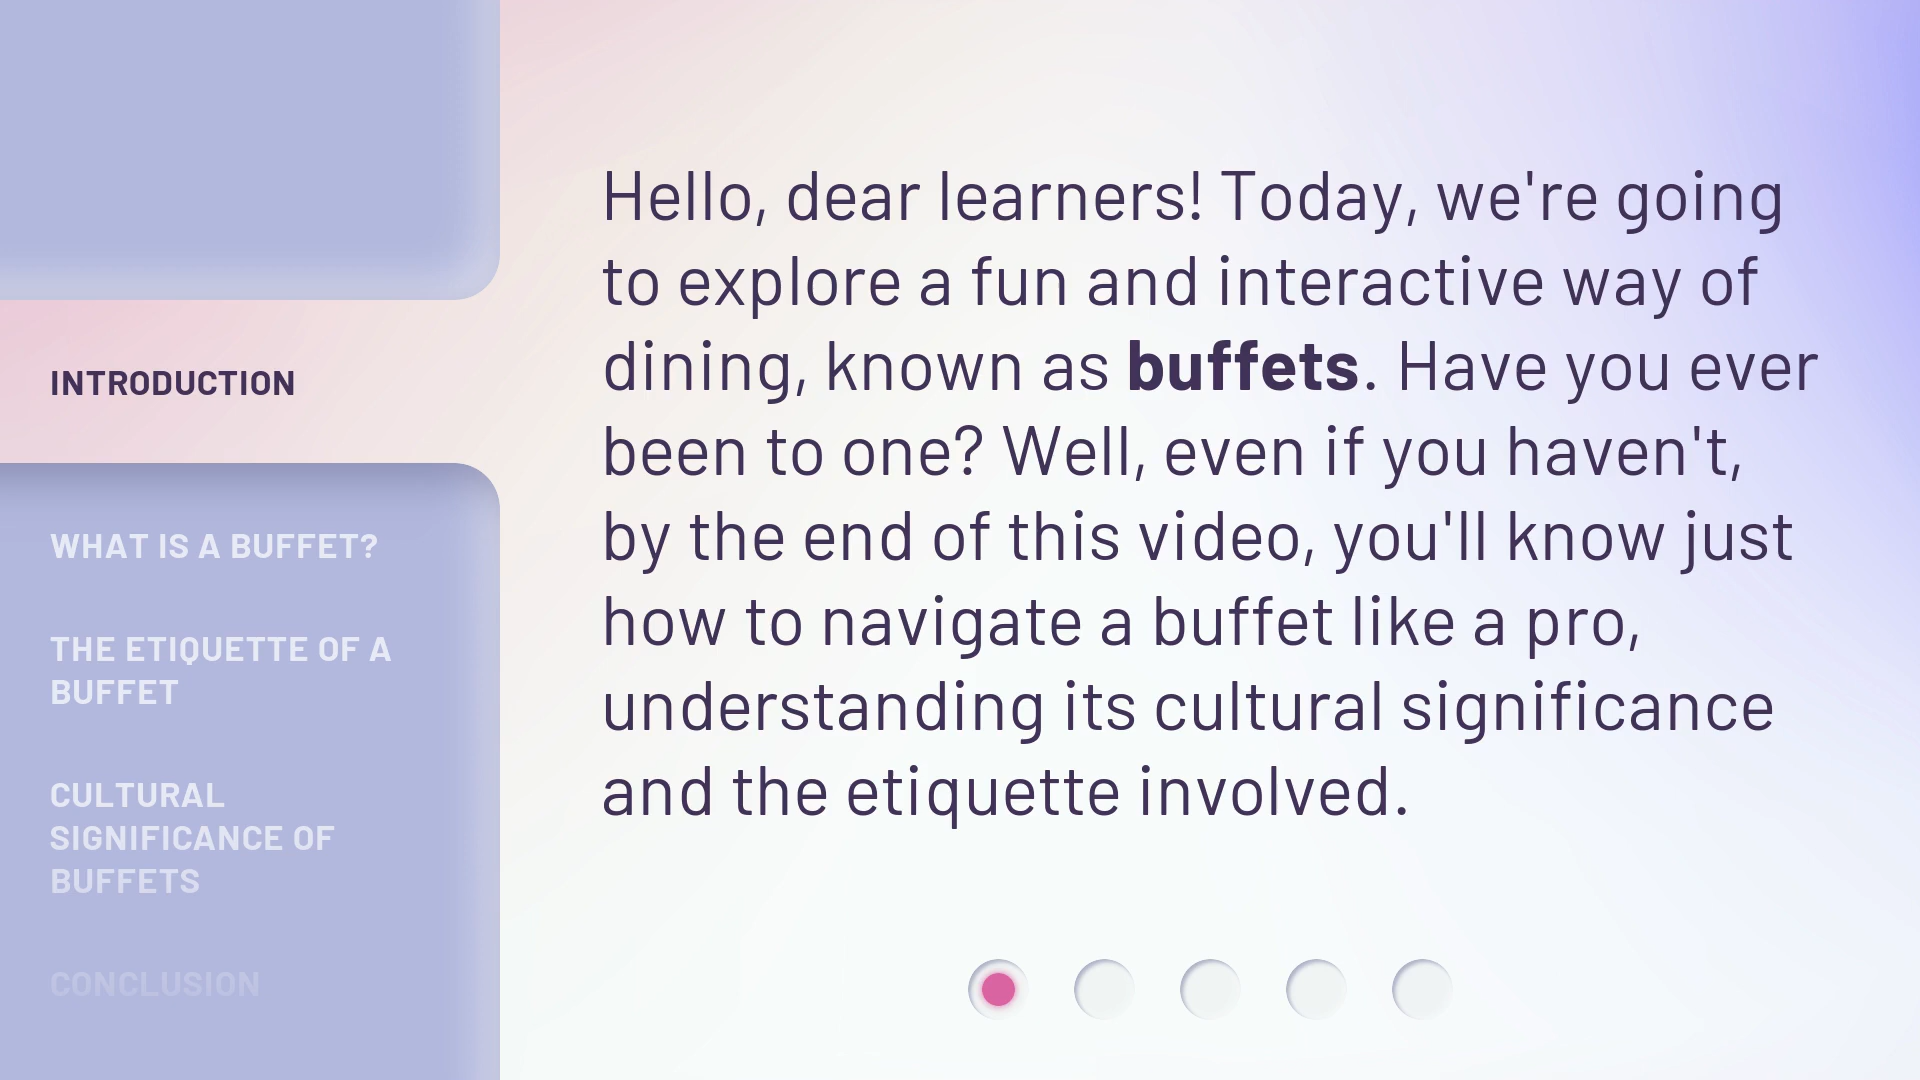 INTRODUCTION
WHAT IS A BUFFET?
THE ETIQUETTE OF A
BUFFET
CULTURAL
SIGNIFICANCE OF
BUFFETS
CONCLUSION
Hello, dear learners! Today, we're going
to explore a fun and interactive way of
dining, known as buffets. Have you ever
been to one? Well, even if you haven't,
by the end of this video, you'll know just
how to navigate a buffet like a pro,
understanding its cultural significance
and the etiquette involved.